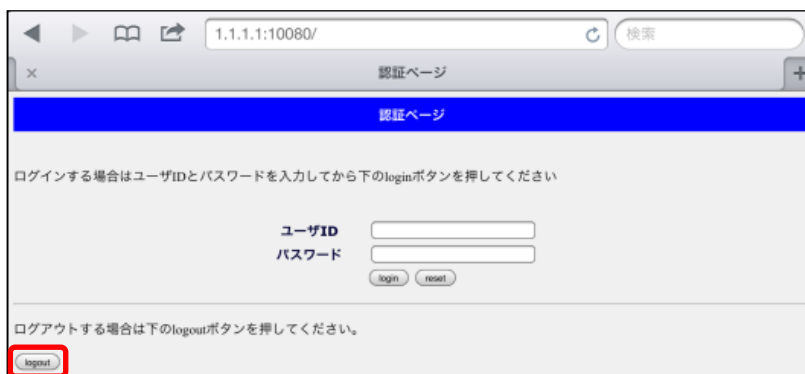 1.1.1.1:10080/
検索
認証ページ
認証ページ
ログインする場合はユーザIDとパスワードを入力してから下のloginボタンを押してください
ユーザID
パスワード
login reset
ログアウトする場合は下のlogoutボタンを押してください。
logout